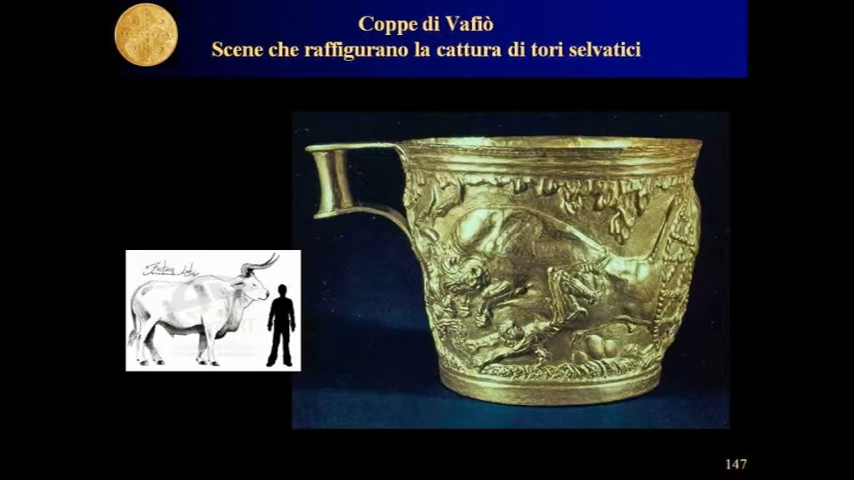 Coppe di Vafiò
Scene che raffigurano la cattura di tori selvatici
147